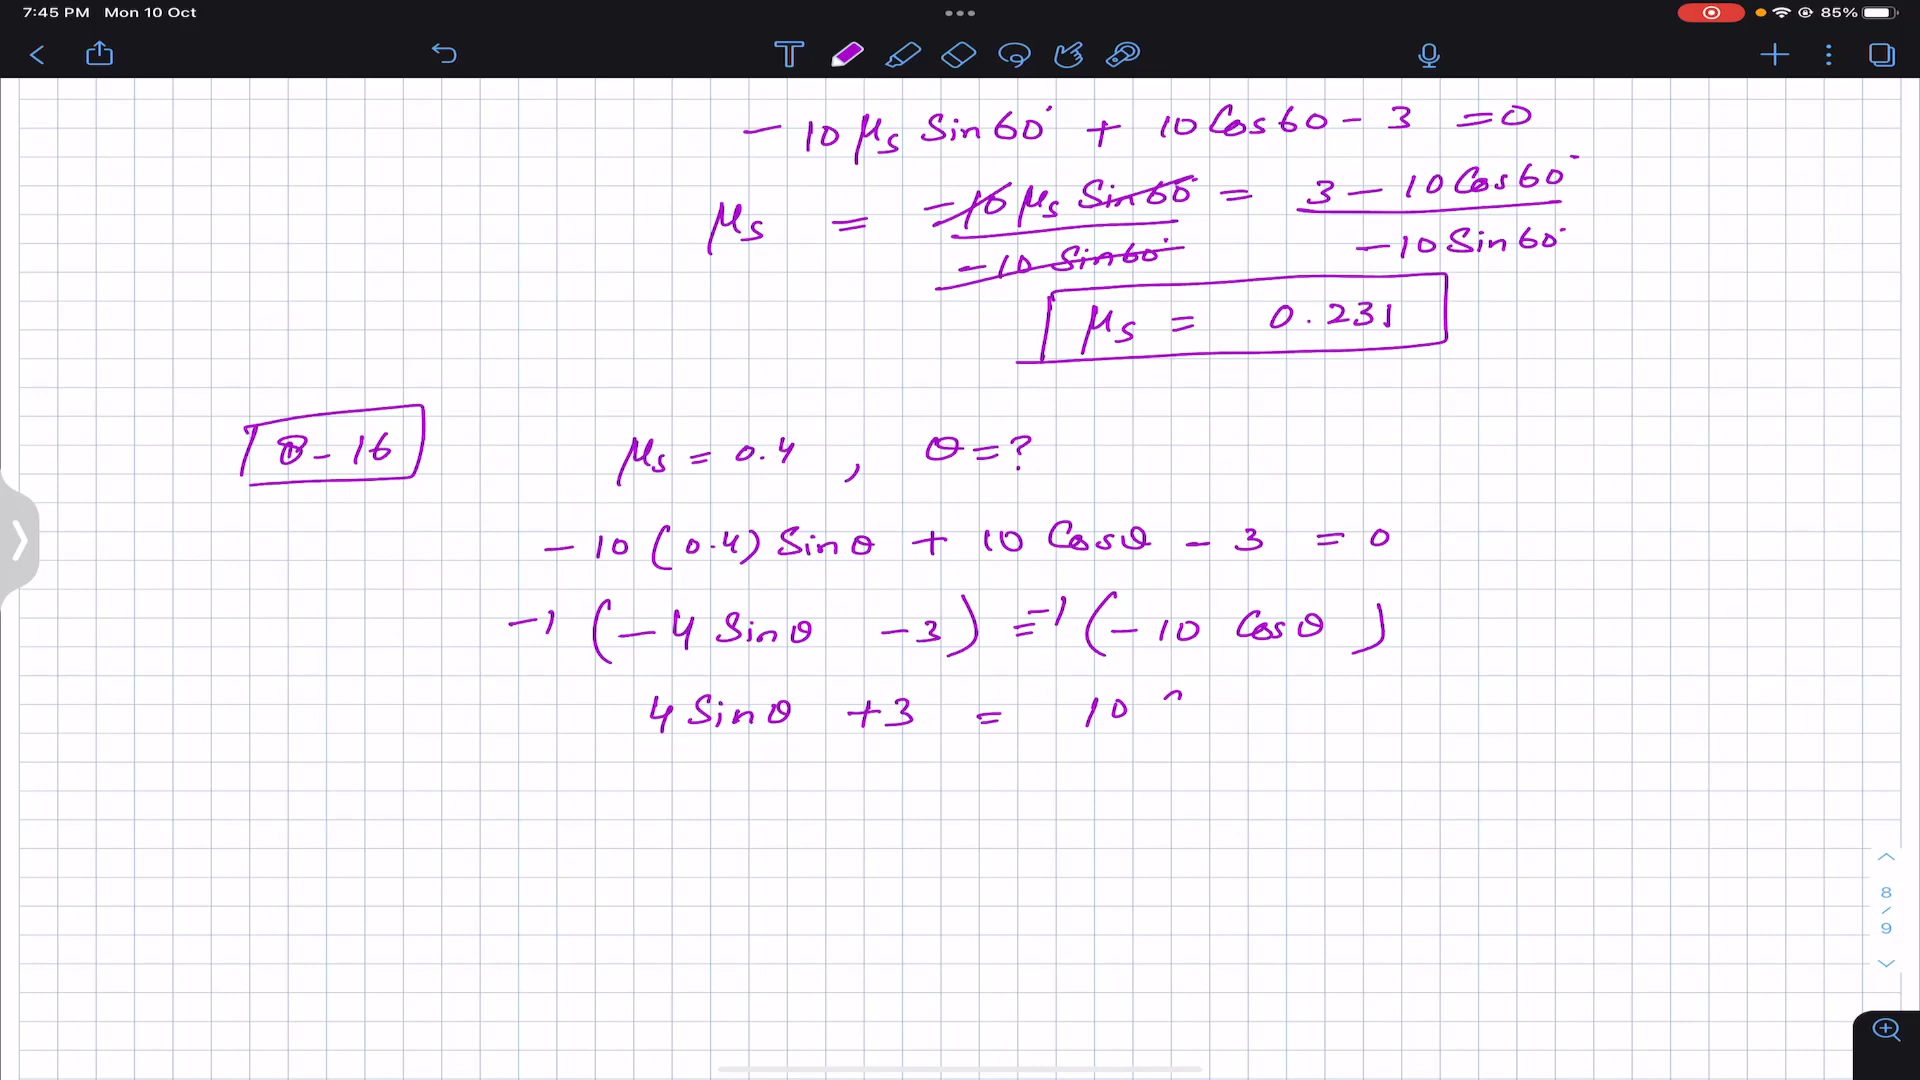 7:45 PM Mon 10 Oct
85%
- 10 μs Sin 60° + 10 Cos 60 - 3 = 0
μs = -10 μs Sin 60° / -10 Sin 60° = 3 - 10 Cos 60° / -10 Sin 60°
μs = 0.231
8-16
μs = 0.4 , θ = ?
- 10 (0.4) Sin θ + 10 Cos θ - 3 = 0
-1 (- 4 Sin θ - 3) = -1 (- 10 Cos θ )
4 Sin θ + 3 = 10
8
/
9